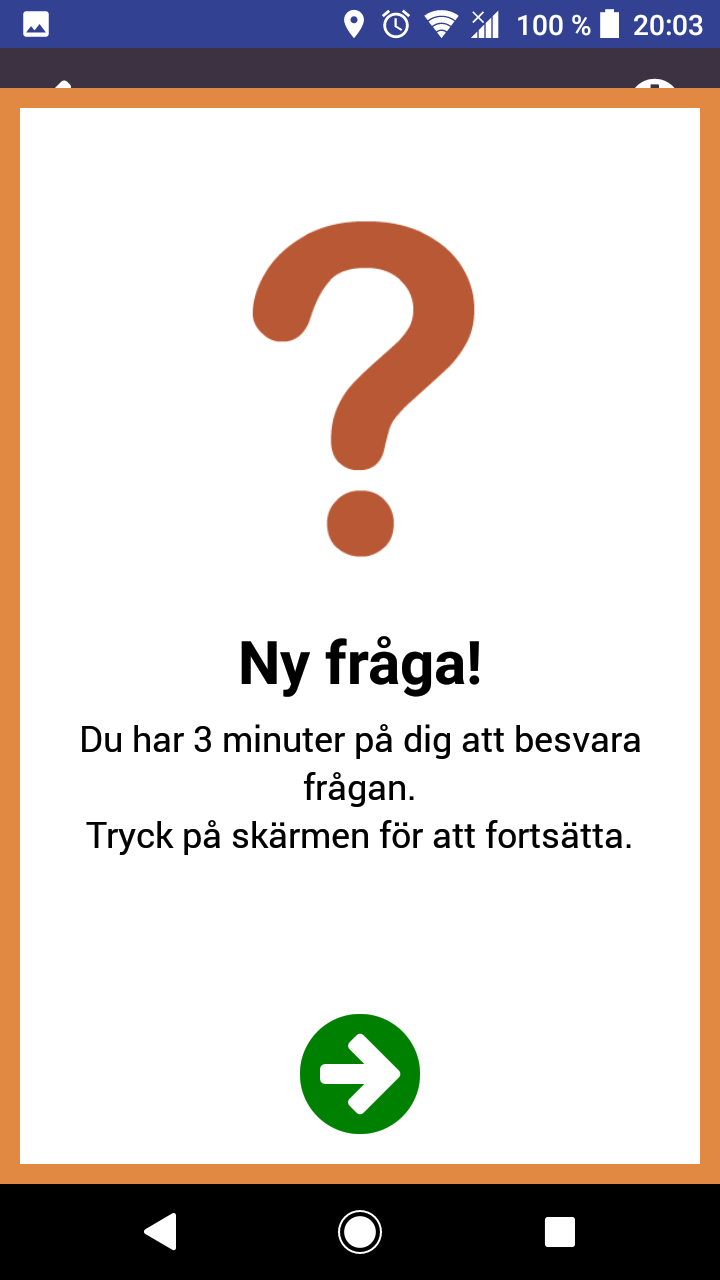 100 % 20:03
?
Ny fråga!
Du har 3 minuter på dig att besvara
frågan.
Tryck på skärmen för att fortsätta.